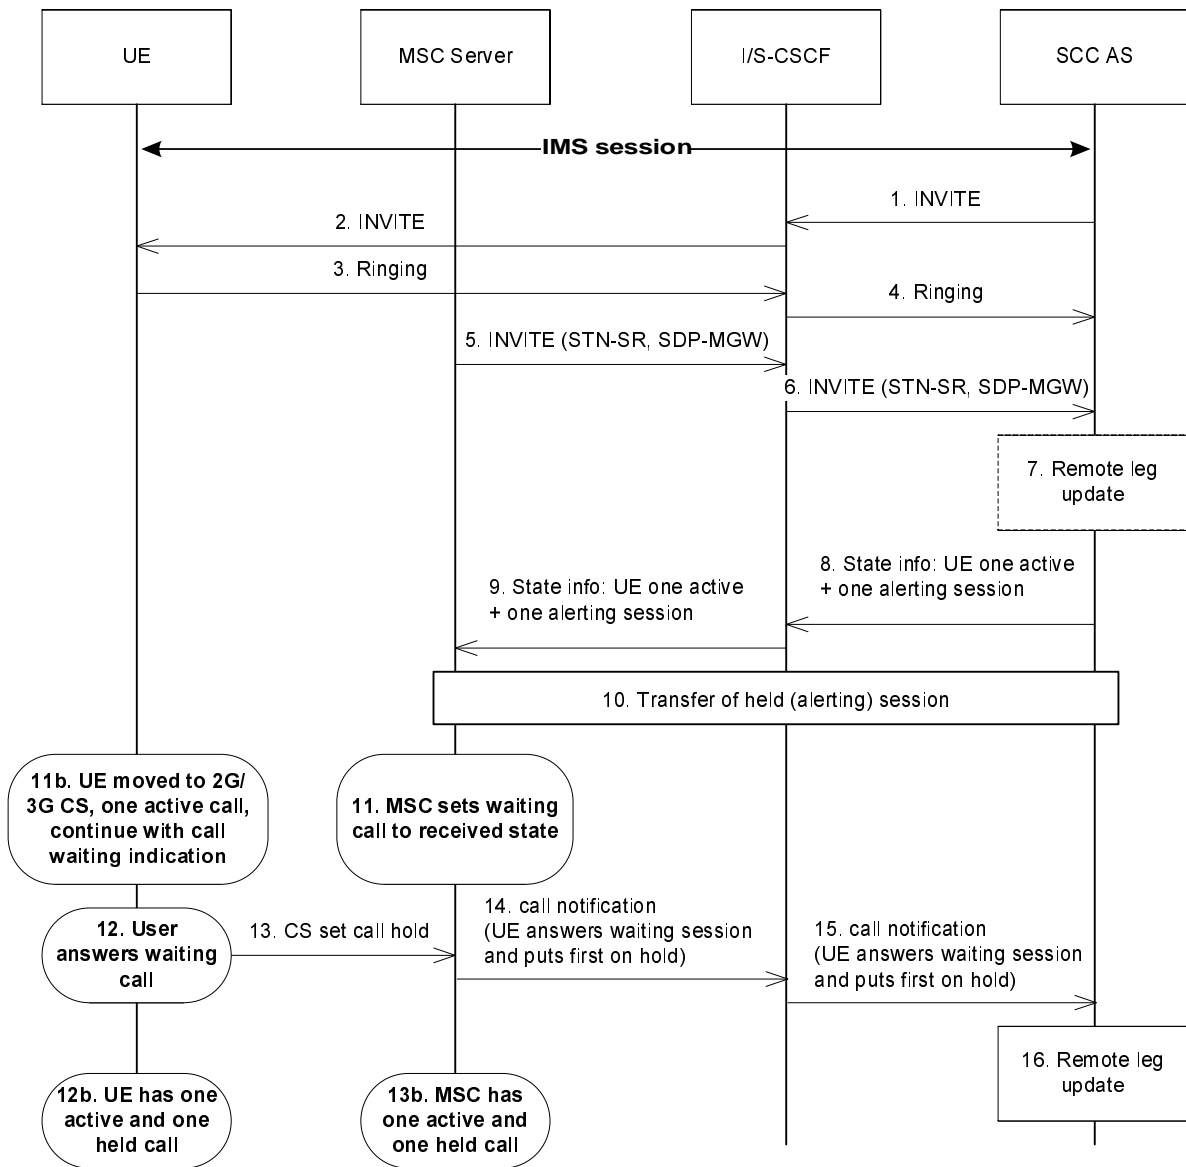 UE
MSC Server
I/S-CSCF
SCC AS
IMS session
1. INVITE
2. INVITE
3. Ringing
4. Ringing
5. INVITE (STN-SR, SDP-MGW)
6. INVITE (STN-SR, SDP-MGW)
7. Remote leg
update
8. State info: UE one active
+ one alerting session
9. State info: UE one active
+ one alerting session
10. Transfer of held (alerting) session
11b. UE moved to 2G/
3G CS, one active call,
continue with call
waiting indication
11. MSC sets waiting
call to received state
12. User
answers waiting
call
13. CS set call hold
14. call notification
(UE answers waiting session
and puts first on hold)
15. call notification
(UE answers waiting session
and puts first on hold)
16. Remote leg
update
12b. UE has one
active and one
held call
13b. MSC has
one active and
one held call